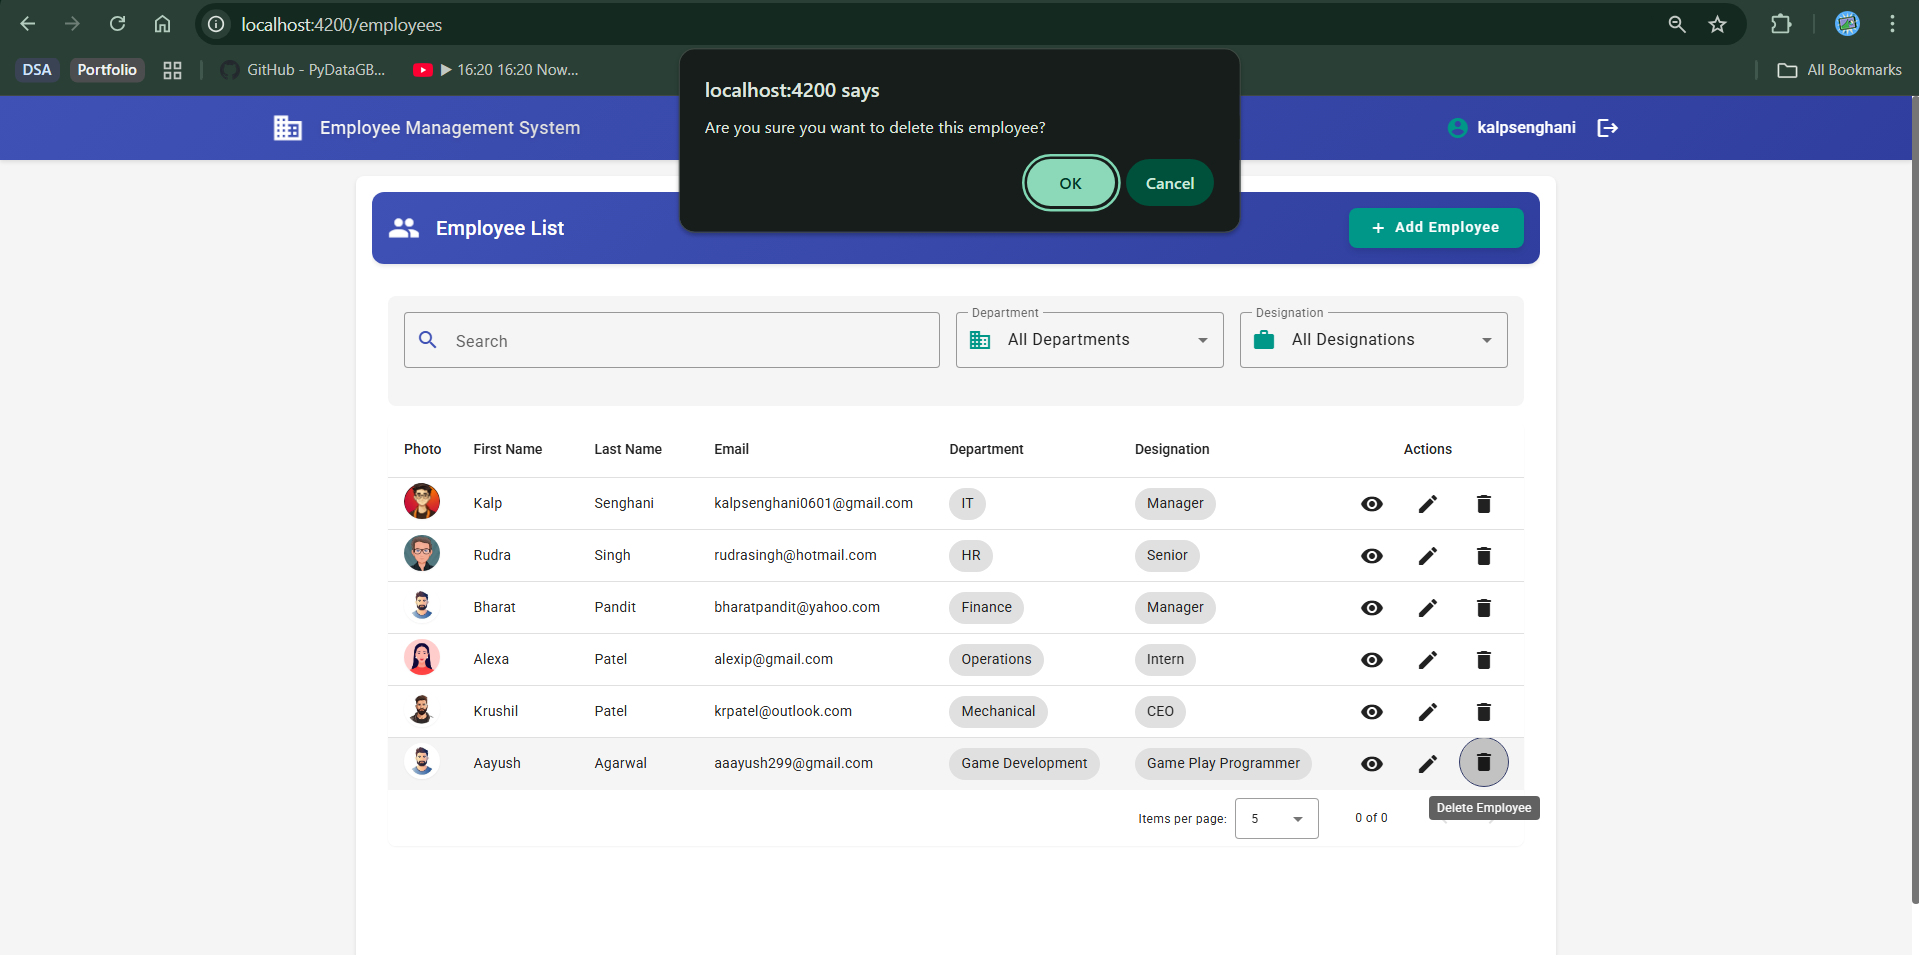 localhost:4200/employees
DSA
Portfolio
GitHub - PyDataGB...
▶ 16:20 16:20 Now...
All Bookmarks
localhost:4200 says
Are you sure you want to delete this employee?
OK
Cancel
Employee Management System
kalpsenghani
Employee List
+ Add Employee
Search
Department
All Departments
Designation
All Designations
Photo First Name Last Name Email Department Designation Actions
Kalp Senghani kalpsenghani0601@gmail.com IT Manager
Rudra Singh rudrasingh@hotmail.com HR Senior
Bharat Pandit bharatpandit@yahoo.com Finance Manager
Alexa Patel alexip@gmail.com Operations Intern
Krushil Patel krpatel@outlook.com Mechanical CEO
Aayush Agarwal aaayush299@gmail.com Game Development Game Play Programmer
Delete Employee
Items per page: 5 0 of 0